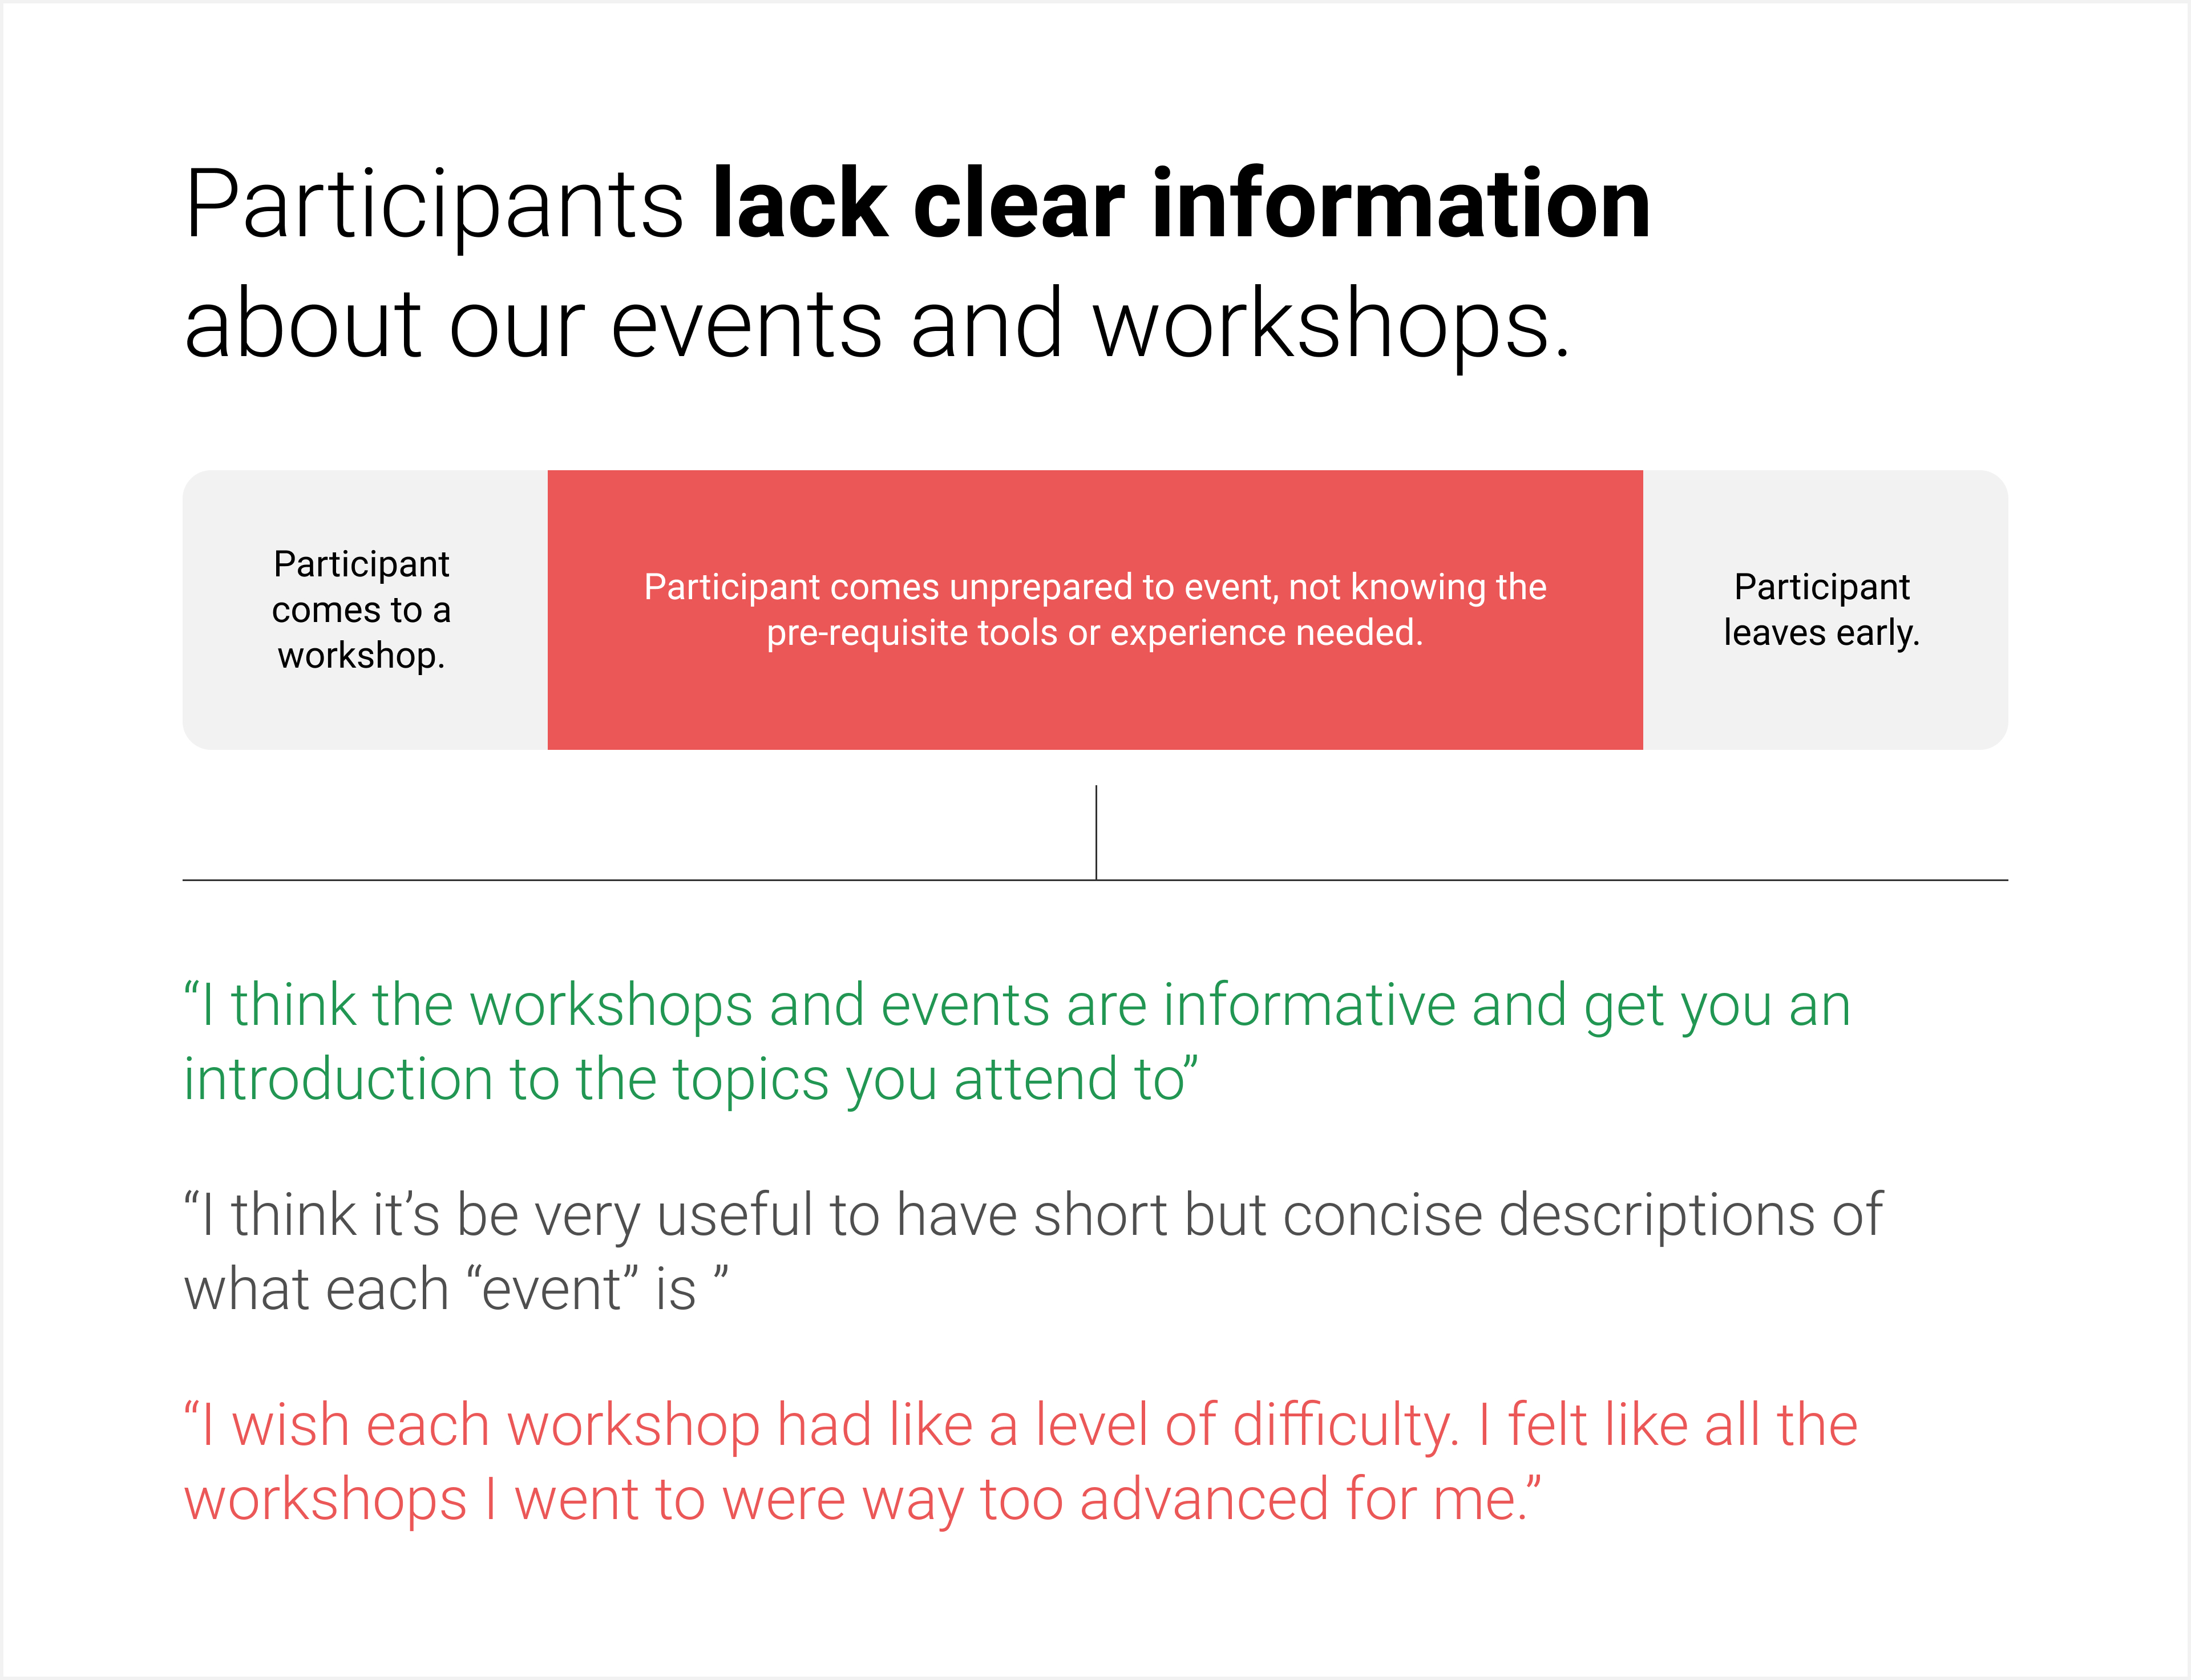 Participants lack clear information
about our events and workshops.
Participant
comes to a
workshop.
Participant comes unprepared to event, not knowing the
pre-requisite tools or experience needed.
Participant
leaves early.
“I think the workshops and events are informative and get you an
introduction to the topics you attend to”
“I think it’s be very useful to have short but concise descriptions of
what each “event” is ”
“I wish each workshop had like a level of difficulty. I felt like all the
workshops I went to were way too advanced for me.”